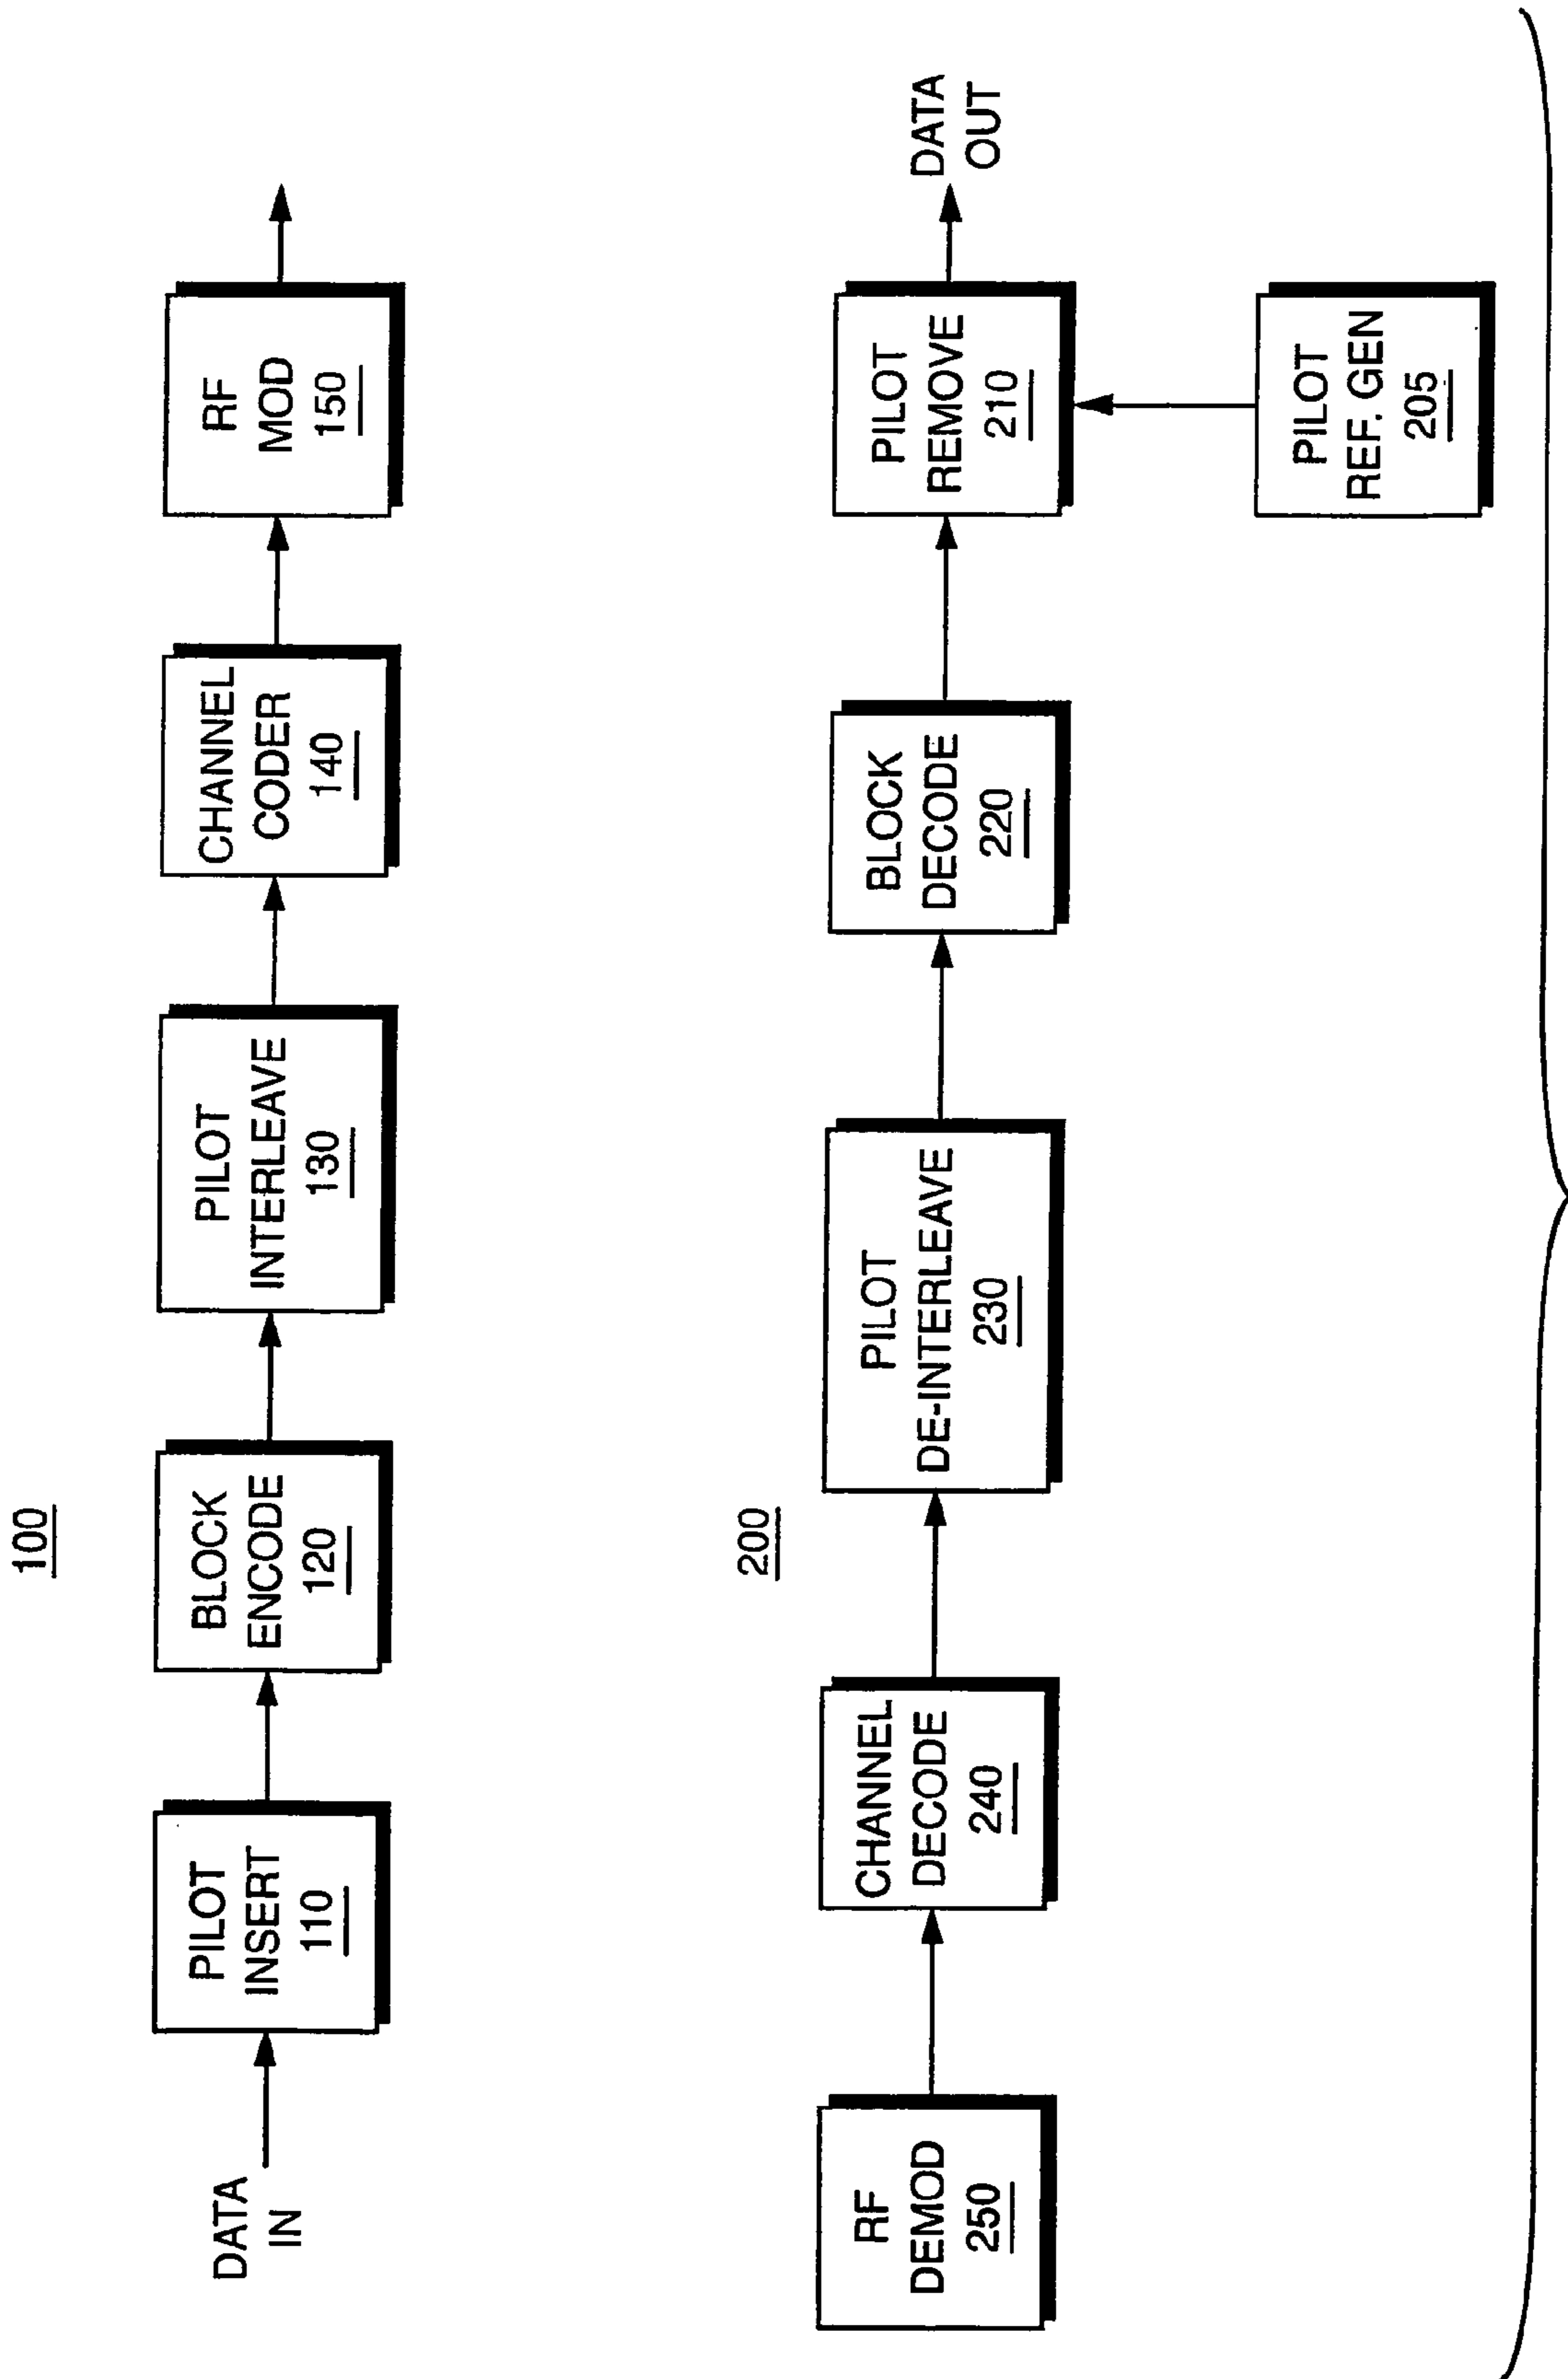 100
DATA
IN
PILOT
INSERT
110
BLOCK
ENCODE
120
PILOT
INTERLEAVE
130
CHANNEL
CODER
140
RF
MOD
150
200
RF
DEMOD
250
CHANNEL
DECODE
240
PILOT
DE-INTERLEAVE
230
BLOCK
DECODE
220
PILOT
REMOVE
210
DATA
OUT
PILOT
REF. GEN
205